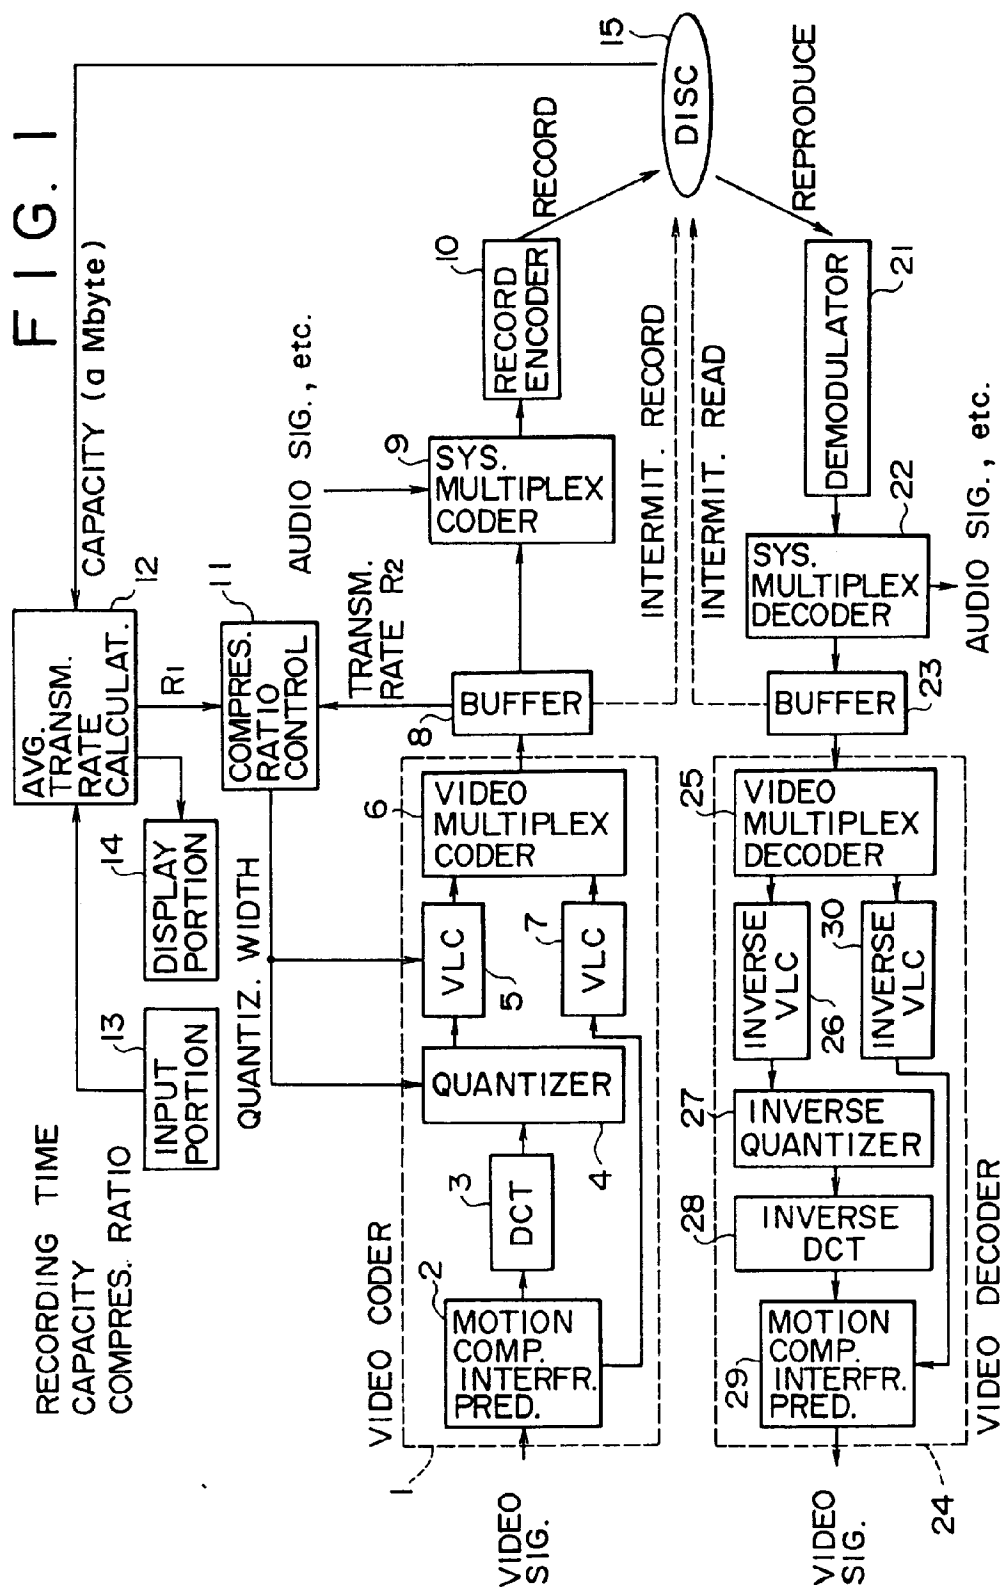 FIG. 1
RECORDING TIME
CAPACITY
COMPRES. RATIO
CAPACITY (a Mbyte)
13
INPUT
PORTION
14
DISPLAY
PORTION
12
AVG.
TRANSM.
RATE
CALCULAT.
R1
11
COMPRES.
RATIO
CONTROL
QUANTIZ. WIDTH
TRANSM.
RATE R2
AUDIO SIG., etc.
VIDEO CODER
1
VIDEO
SIG.
2
MOTION
COMP.
INTERFR.
PRED.
3
DCT
4
QUANTIZER
5
VLC
7
VLC
6
VIDEO
MULTIPLEX
CODER
8
BUFFER
9
SYS.
MULTIPLEX
CODER
10
RECORD
ENCODER
RECORD
15
DISC
INTERMIT. RECORD
INTERMIT. READ
REPRODUCE
VIDEO
SIG.
29
MOTION
COMP.
INTERFR.
PRED.
28
INVERSE
DCT
27
INVERSE
QUANTIZER
26
INVERSE
VLC
30
INVERSE
VLC
25
VIDEO
MULTIPLEX
DECODER
BUFFER
23
SYS.
MULTIPLEX
DECODER
22
DEMODULATOR
21
24
VIDEO DECODER
AUDIO SIG., etc.